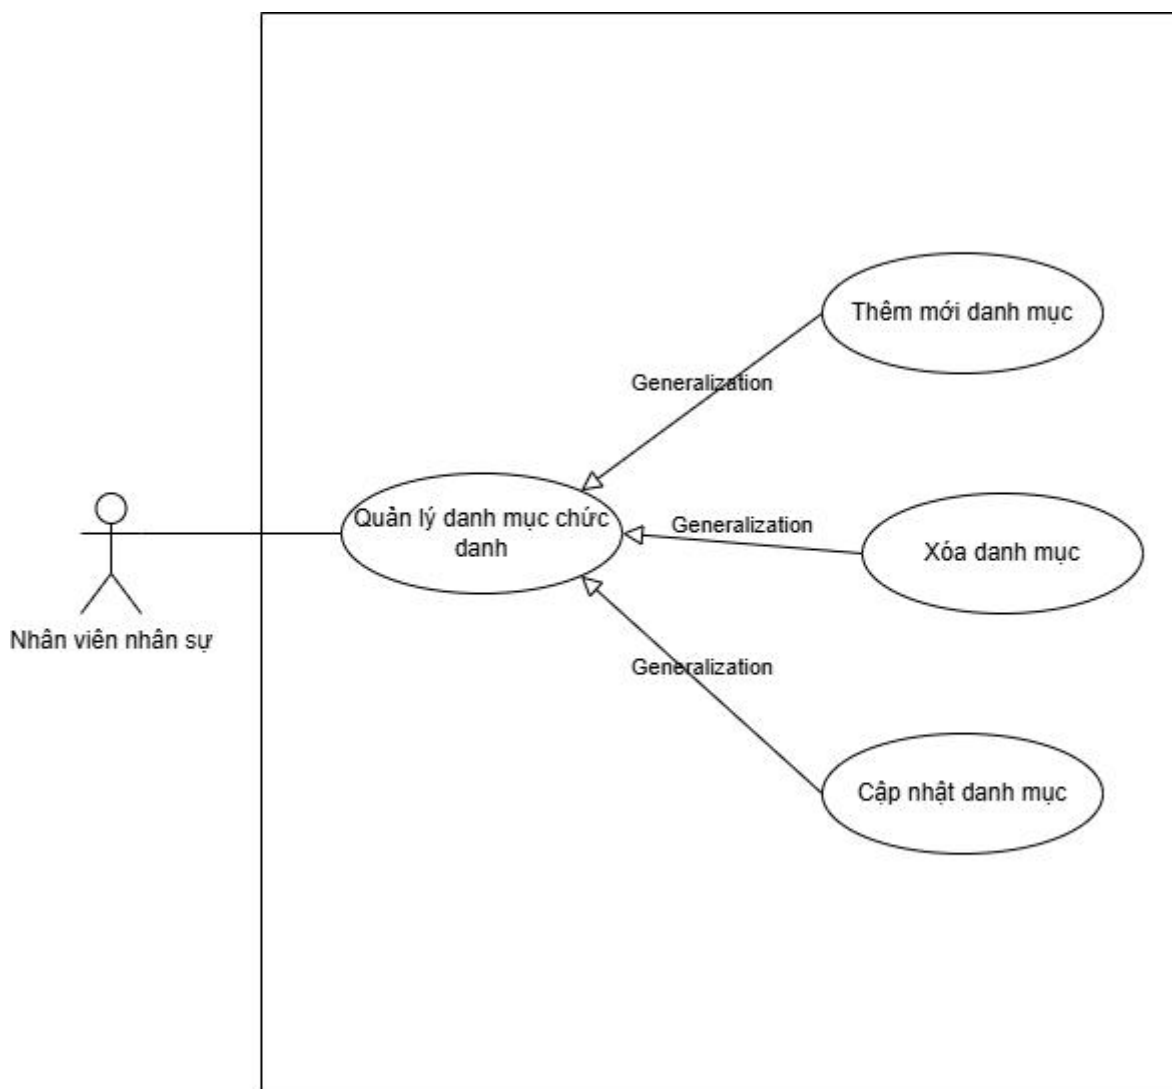 Thêm mới danh mục
Generalization
Quản lý danh mục chức
danh
Generalization
Xóa danh mục
Nhân viên nhân sự
Generalization
Cập nhật danh mục